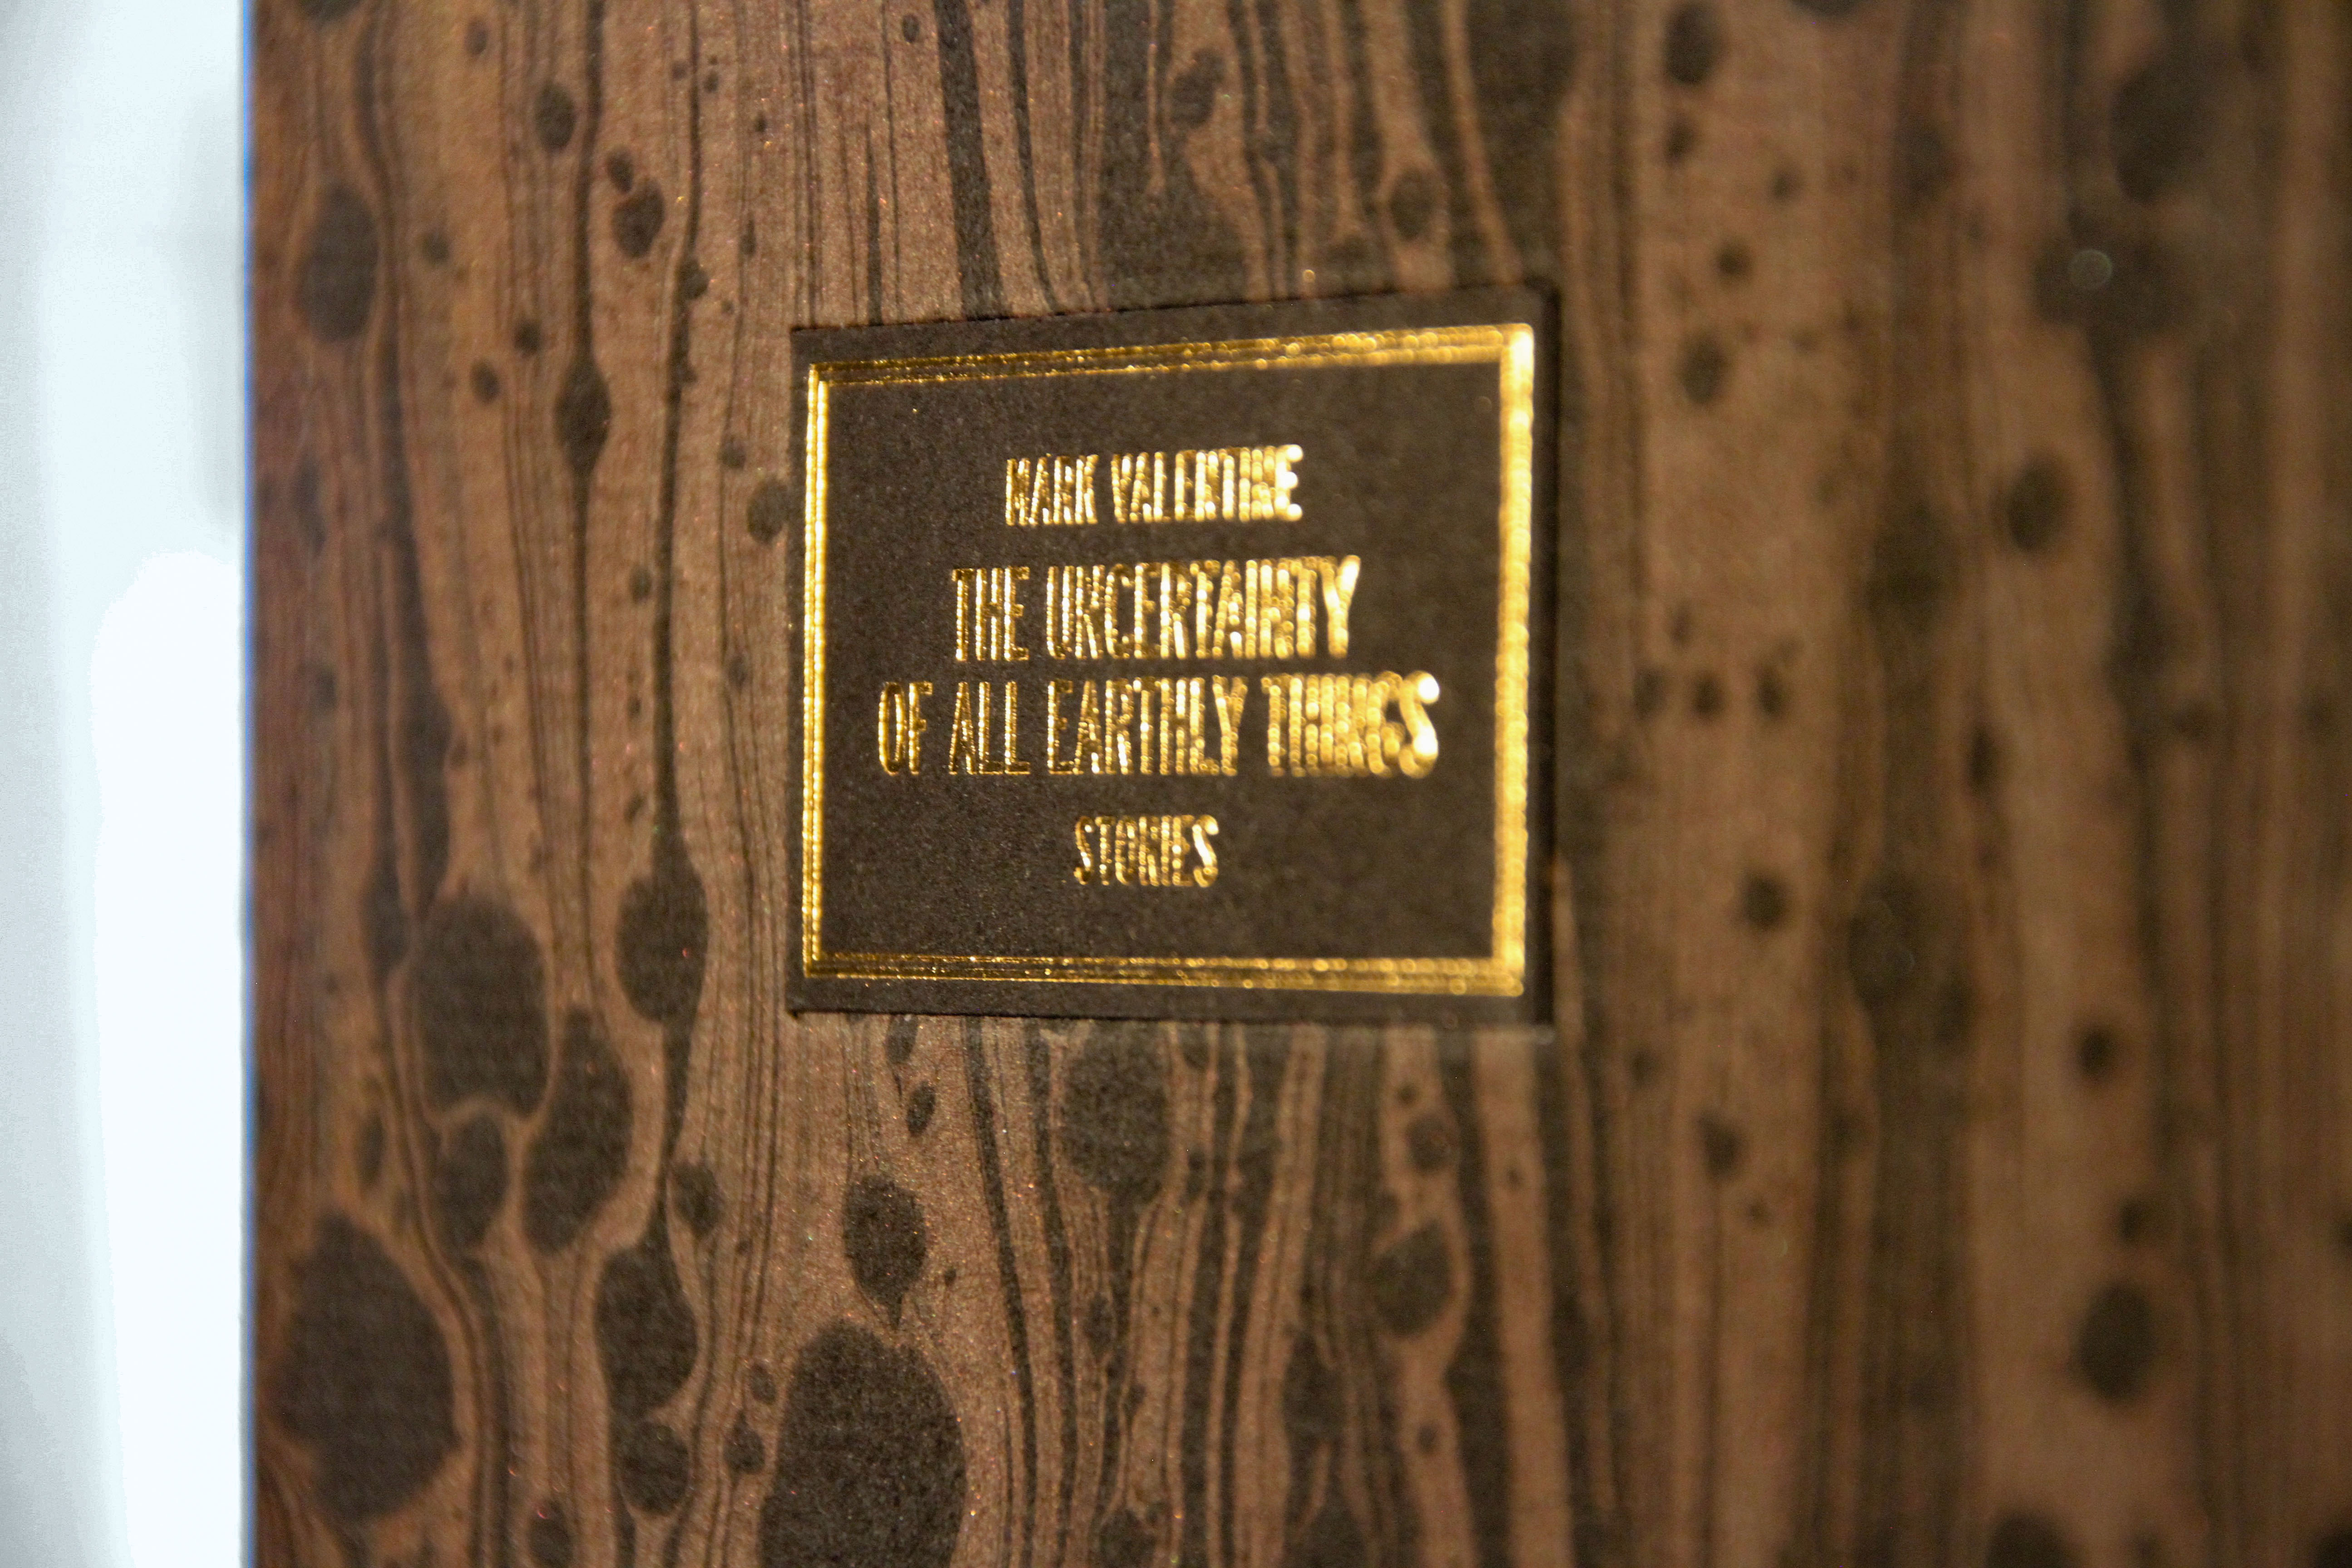 MARK VALENTINE
THE UNCERTAINTY
OF ALL EARTHLY THINGS
STORIES